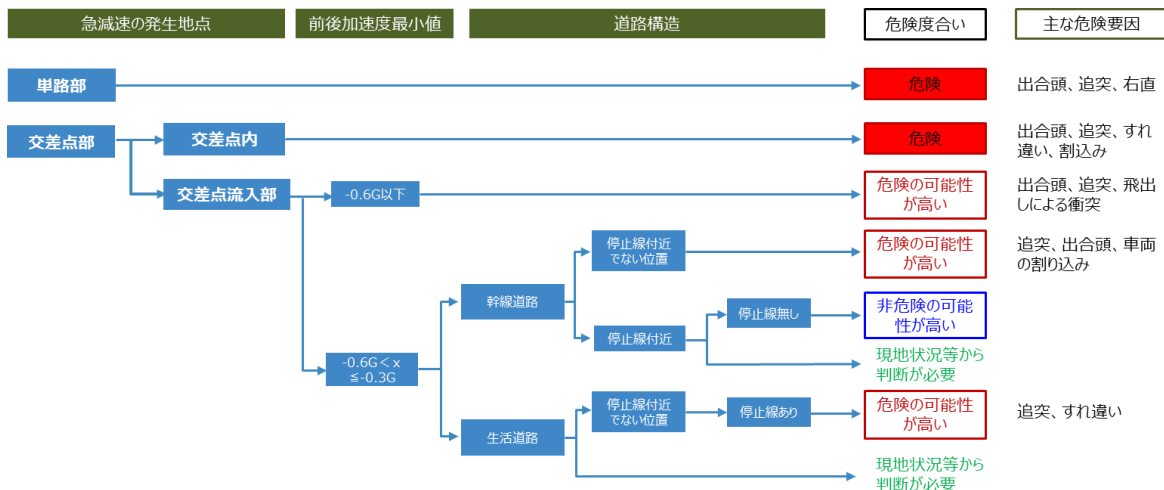 急減速の発生地点
前後加速度最小値
道路構造
危険度合い
主な危険要因
単路部
危険
出合頭、追突、右直
交差点部
交差点内
危険
出合頭、追突、すれ
違い、割込み
交差点流入部
-0.6G以下
危険の可能性
が高い
出合頭、追突、飛出
しによる衝突
停止線付近
でない位置
危険の可能性
が高い
追突、出合頭、車両
の割り込み
幹線道路
停止線付近
停止線無し
非危険の可能
性が高い
現地状況等から
判断が必要
-0.6G<x
≦-0.3G
生活道路
停止線付近
でない位置
停止線あり
危険の可能性
が高い
追突、すれ違い
現地状況等から
判断が必要